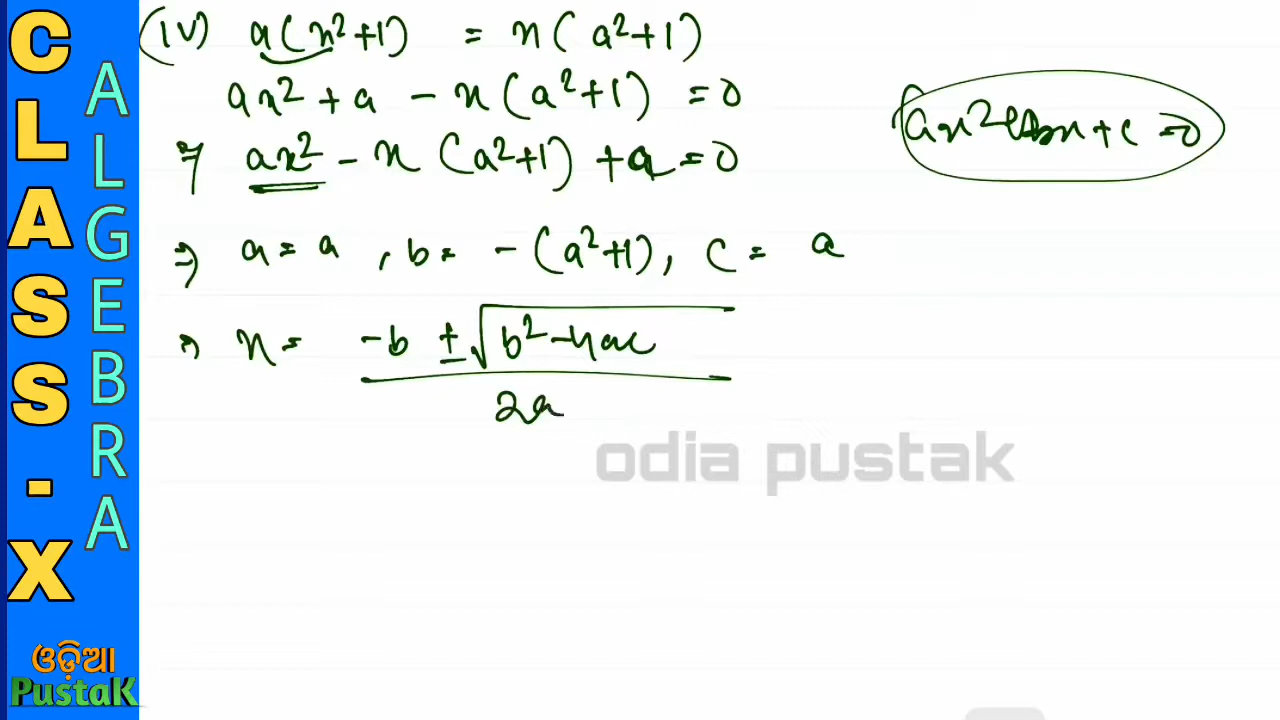 CLASS-X
ALGEBRA
ଓଡ଼ିଆ
PustaK
(iv) a(x²+1) = x(a²+1)
ax² + a - x(a²+1) = 0
⇒ ax² - x(a²+1) + a = 0
ax²+bx+c=0
⇒ a = a, b = -(a²+1), c = a
⇒ x = -b ± √b²-4ac
2a
odia pustak